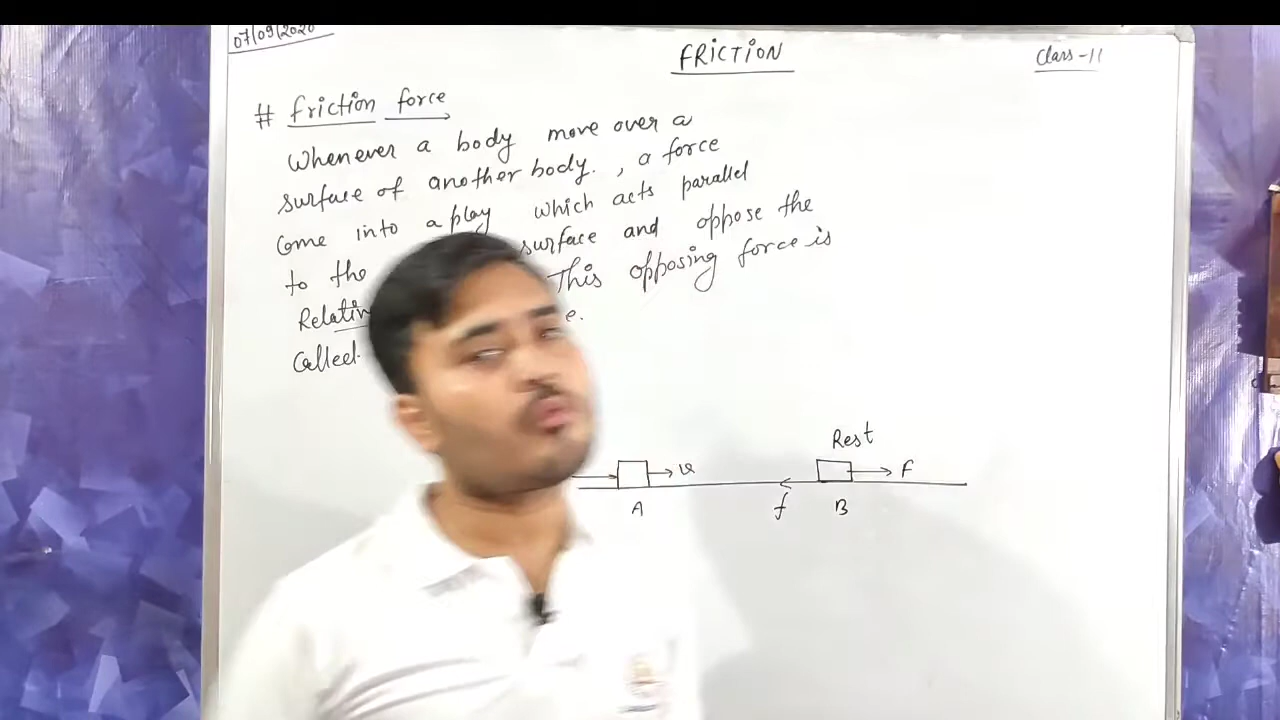 07/09/2020
FRICTION
Class-11
# friction force
Whenever a body move over a
surface of another body. , a force
Come into a play which acts parallel
to the surface and oppose the
This opposing force is
Called.
Rest
v
F
f
A
B